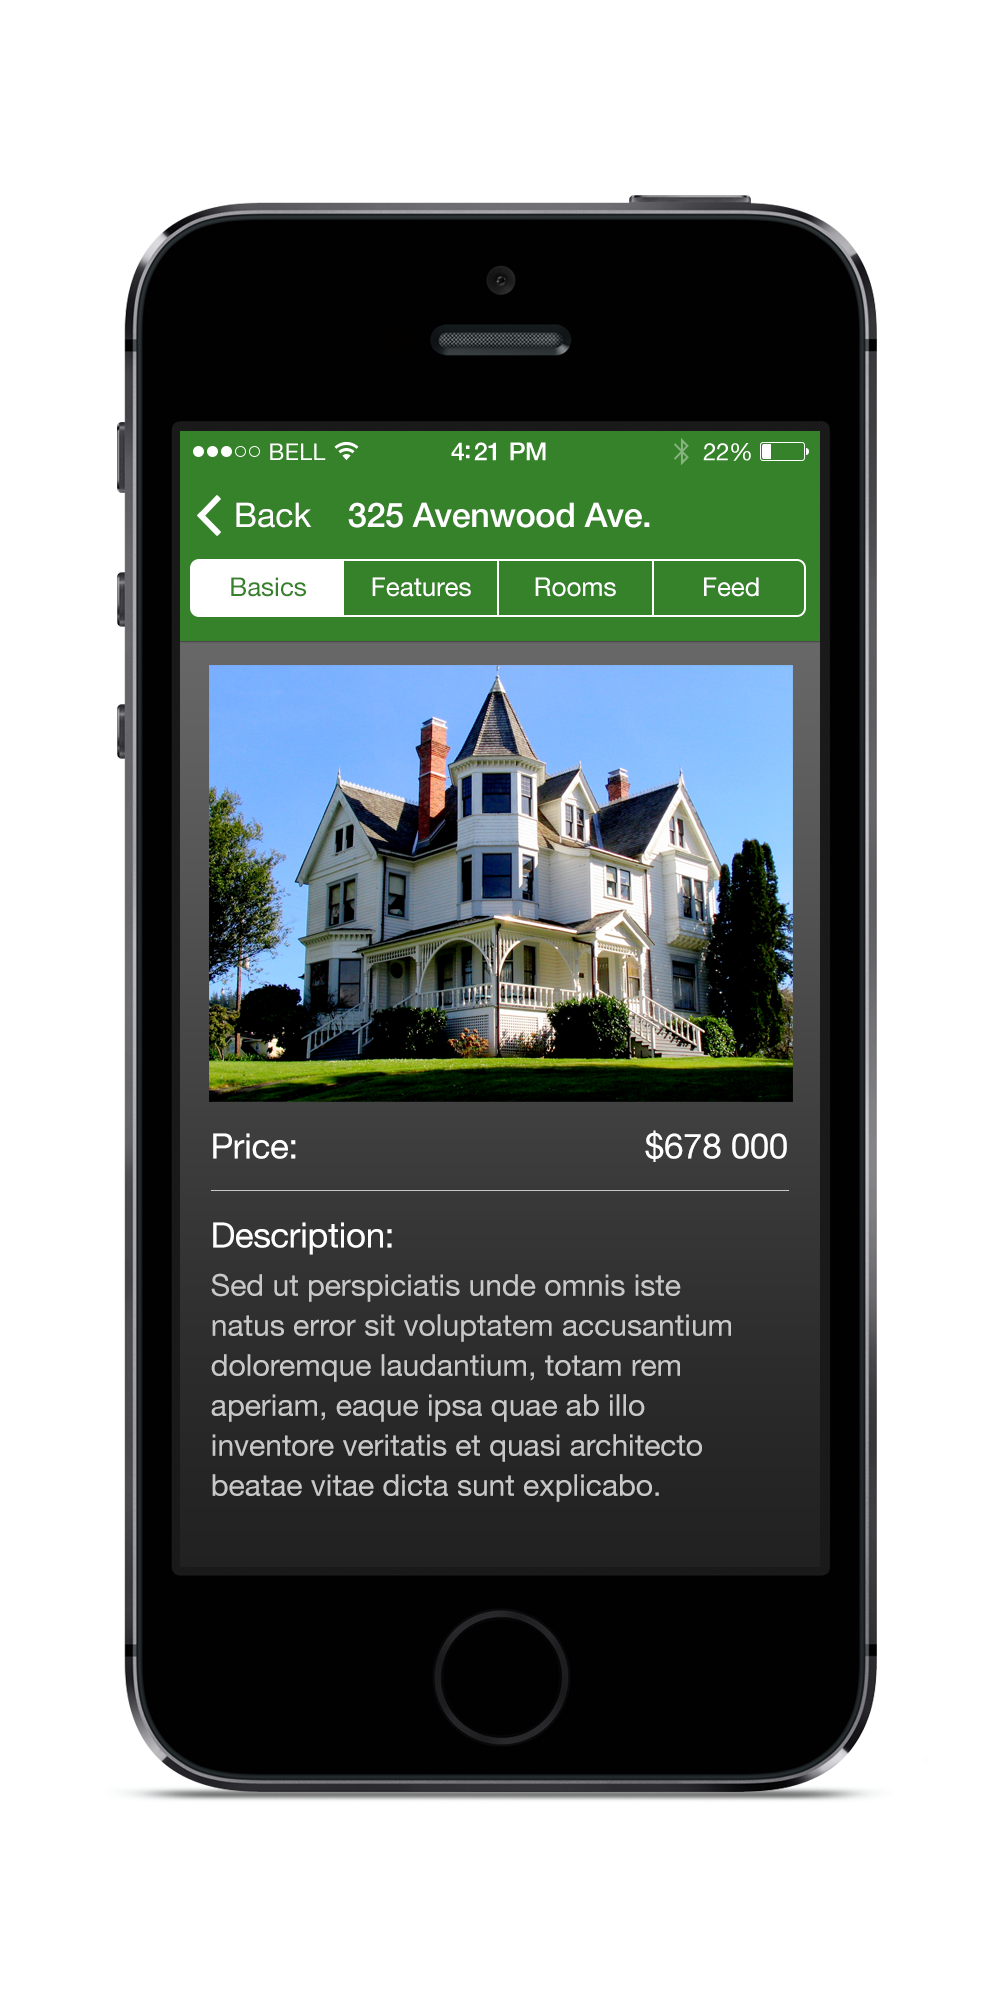 BELL 4:21 PM 22%
Back 325 Avenwood Ave.
Basics Features Rooms Feed
Price: $678 000
Description:
Sed ut perspiciatis unde omnis iste
natus error sit voluptatem accusantium
doloremque laudantium, totam rem
aperiam, eaque ipsa quae ab illo
inventore veritatis et quasi architecto
beatae vitae dicta sunt explicabo.